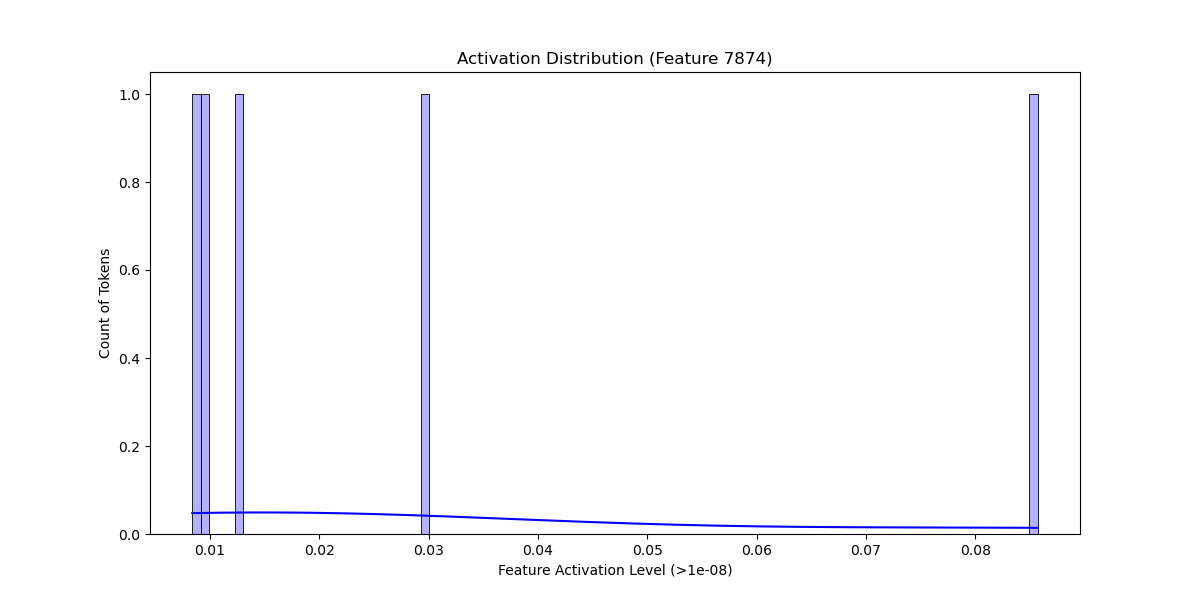 Activation Distribution (Feature 7874)
1.0
0.8
0.6
0.4
0.2
0.0
Count of Tokens
0.01 0.02 0.03 0.04 0.05 0.06 0.07 0.08
Feature Activation Level (>1e-08)